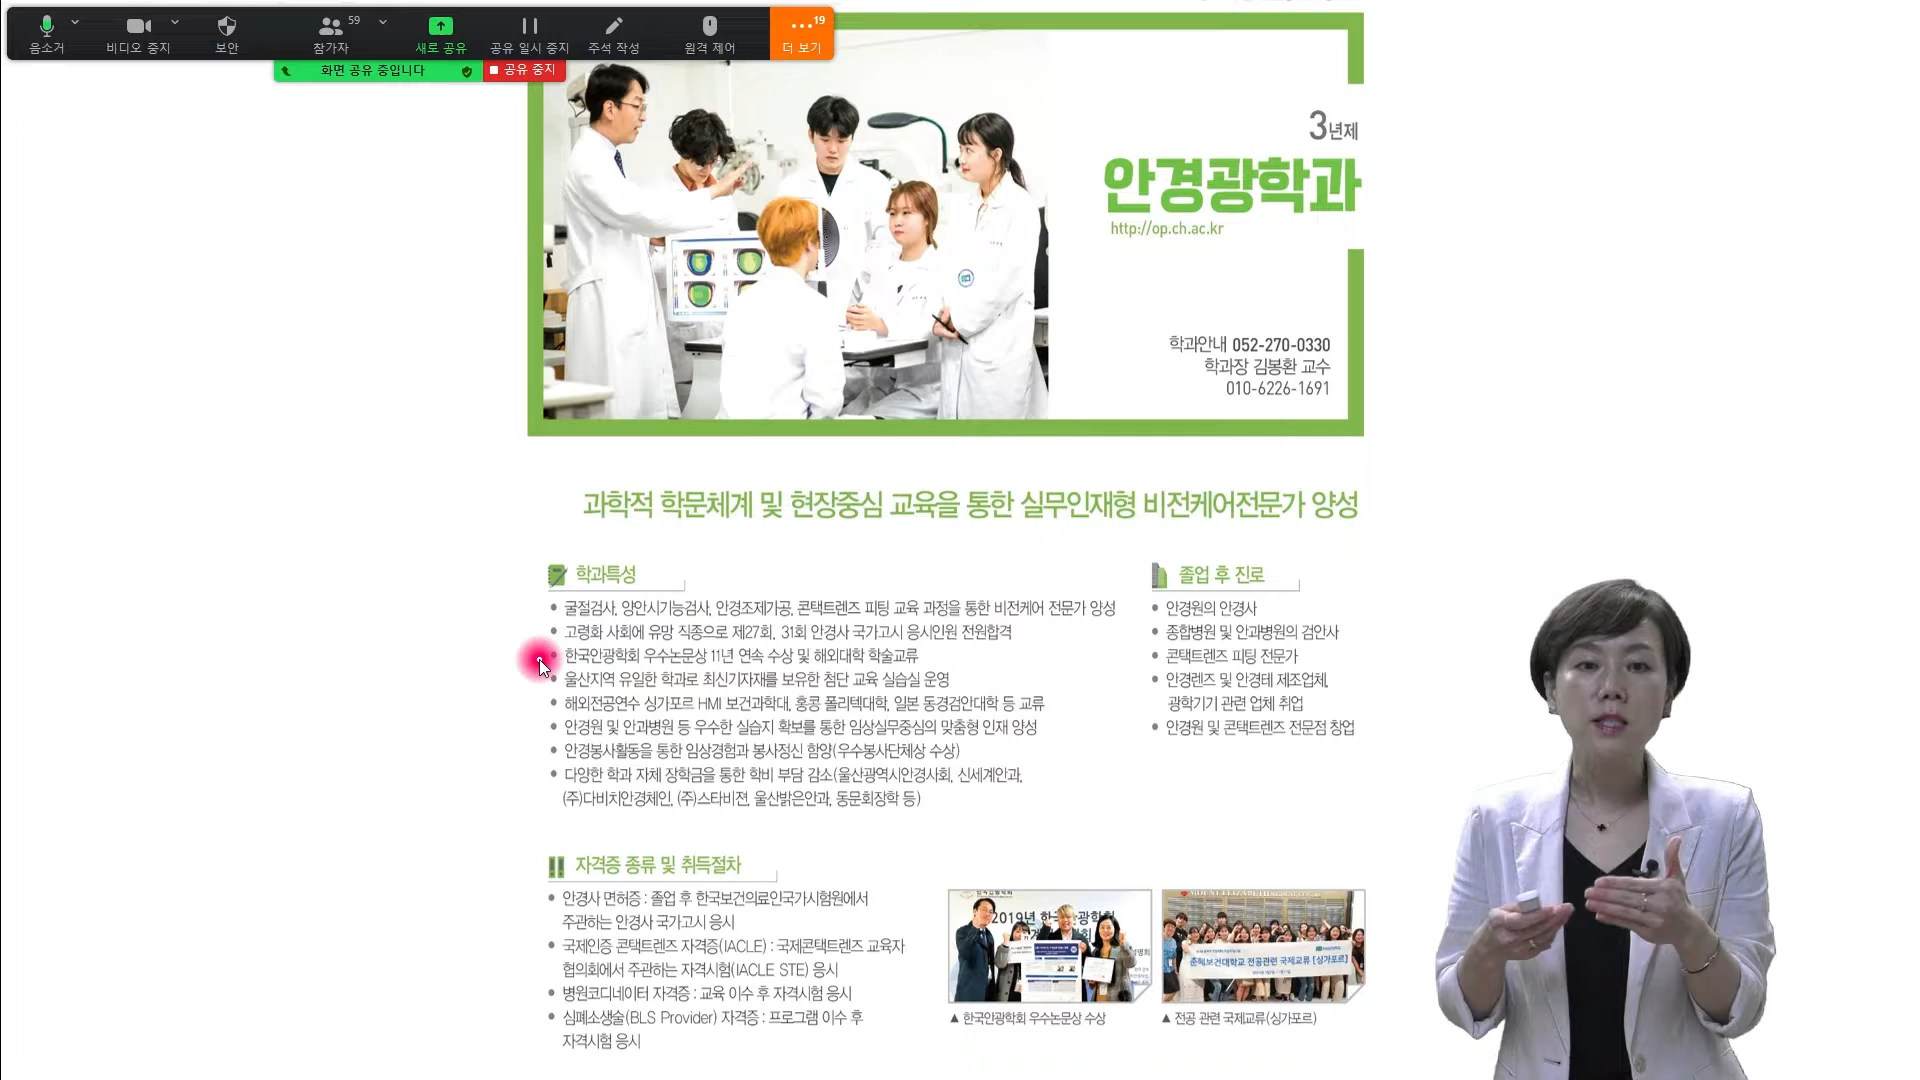 음소거
비디오 중지
보안
59
참가자
새로 공유
공유 일시 중지
주석 작성
원격 제어
19
더 보기
화면 공유 중입니다
공유 중지
3년제
안경광학과
http://op.ch.ac.kr
학과안내 052-270-0330
학과장 김봉환 교수
010-6226-1691
과학적 학문체계 및 현장중심 교육을 통한 실무인재형 비전케어전문가 양성
학과특성
• 굴절검사, 양안시기능검사, 안경조제가공, 콘택트렌즈 피팅 교육 과정을 통한 비전케어 전문가 양성
• 고령화 사회에 유망 직종으로 제27회, 31회 안경사 국가고시 응시인원 전원합격
• 한국안광학회 우수논문상 11년 연속 수상 및 해외대학 학술교류
• 울산지역 유일한 학과로 최신기자재를 보유한 첨단 교육 실습실 운영
• 해외전공연수 싱가포르 HMI 보건과학대, 홍콩 폴리텍대학, 일본 동경검안대학 등 교류
• 안경원 및 안과병원 등 우수한 실습지 확보를 통한 임상실무중심의 맞춤형 인재 양성
• 안경봉사활동을 통한 임상경험과 봉사정신 함양(우수봉사단체상 수상)
• 다양한 학과 자체 장학금을 통한 학비 부담 감소(울산광역시안경사회, 신세계안과,
(주)다비치안경체인, (주)스타비젼, 울산밝은안과, 동문회장학 등)
졸업 후 진로
• 안경원의 안경사
• 종합병원 및 안과병원의 검안사
• 콘택트렌즈 피팅 전문가
• 안경렌즈 및 안경테 제조업체,
광학기기 관련 업체 취업
• 안경원 및 콘택트렌즈 전문점 창업
자격증 종류 및 취득절차
• 안경사 면허증 : 졸업 후 한국보건의료인국가시험원에서
주관하는 안경사 국가고시 응시
• 국제인증 콘택트렌즈 자격증(IACLE) : 국제콘택트렌즈 교육자
협의회에서 주관하는 자격시험(IACLE STE) 응시
• 병원코디네이터 자격증 : 교육 이수 후 자격시험 응시
• 심폐소생술(BLS Provider) 자격증 : 프로그램 이수 후
자격시험 응시
2019년 한국안광학회
춘해보건대학교 전공관련 국제교류 [싱가포르]
▲ 한국안광학회 우수논문상 수상
▲ 전공 관련 국제교류(싱가포르)